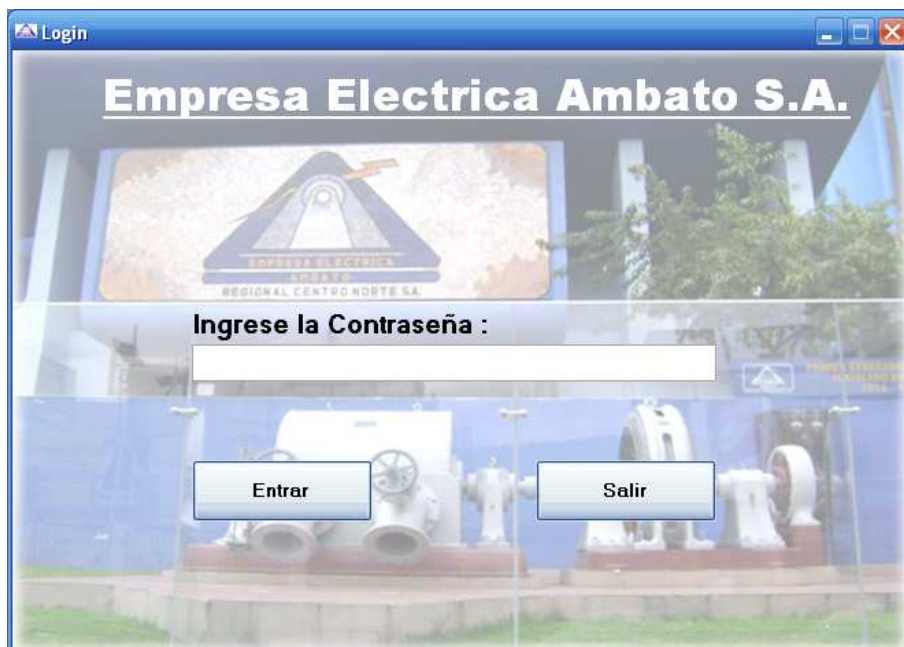 Login
Empresa Electrica Ambato S.A.
EMPRESA ELECTRICA
AMBATO
REGIONAL CENTRO NORTE S.A.
Ingrese la Contraseña :
Entrar
Salir